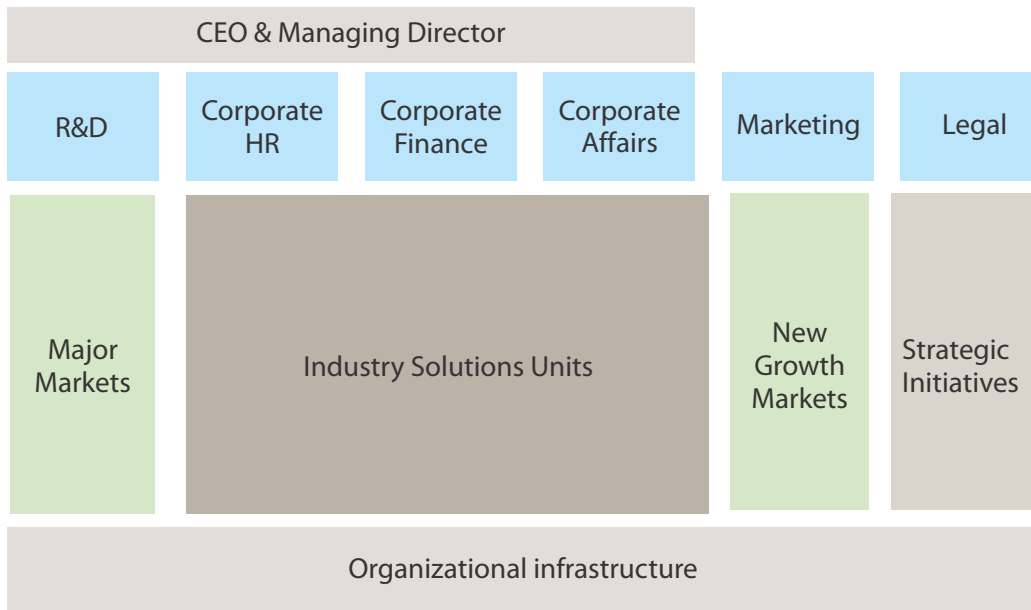 CEO & Managing Director
R&D
Corporate
HR
Corporate
Finance
Corporate
Affairs
Marketing
Legal
Major
Markets
Industry Solutions Units
New
Growth
Markets
Strategic
Initiatives
Organizational infrastructure